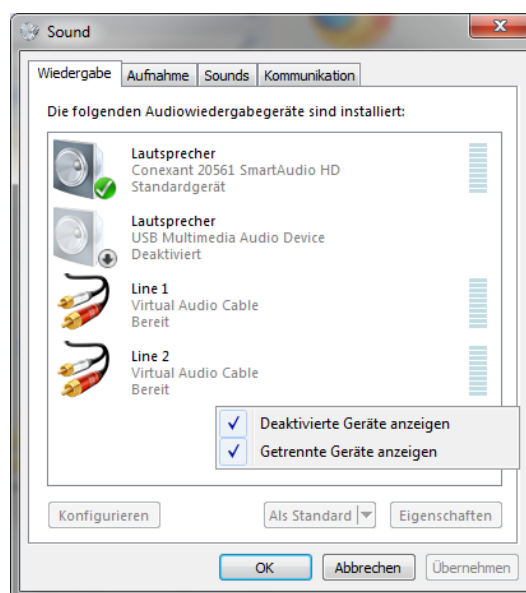 Sound
Wiedergabe Aufnahme Sounds Kommunikation
Die folgenden Audiowiedergabegeräte sind installiert:
Lautsprecher
Conexant 20561 SmartAudio HD
Standardgerät
Lautsprecher
USB Multimedia Audio Device
Deaktiviert
Line 1
Virtual Audio Cable
Bereit
Line 2
Virtual Audio Cable
Bereit
Deaktivierte Geräte anzeigen
Getrennte Geräte anzeigen
Konfigurieren Als Standard Eigenschaften
OK Abbrechen Übernehmen